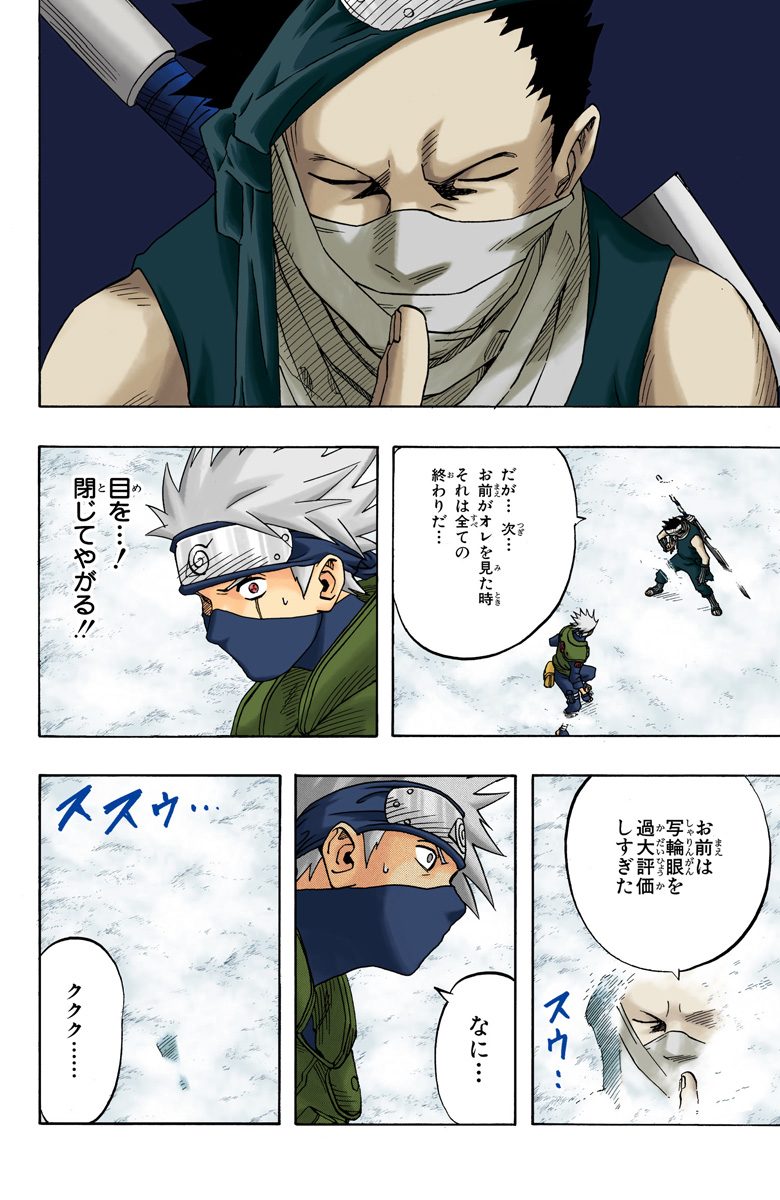 だが…次…
お前がオレを見た時
それは全ての
終わりだ…
目を…!
閉じてやがる!!
お前は
写輪眼を
過大評価
しすぎた
スゥ…
なに…
ススゥ…
ククク……